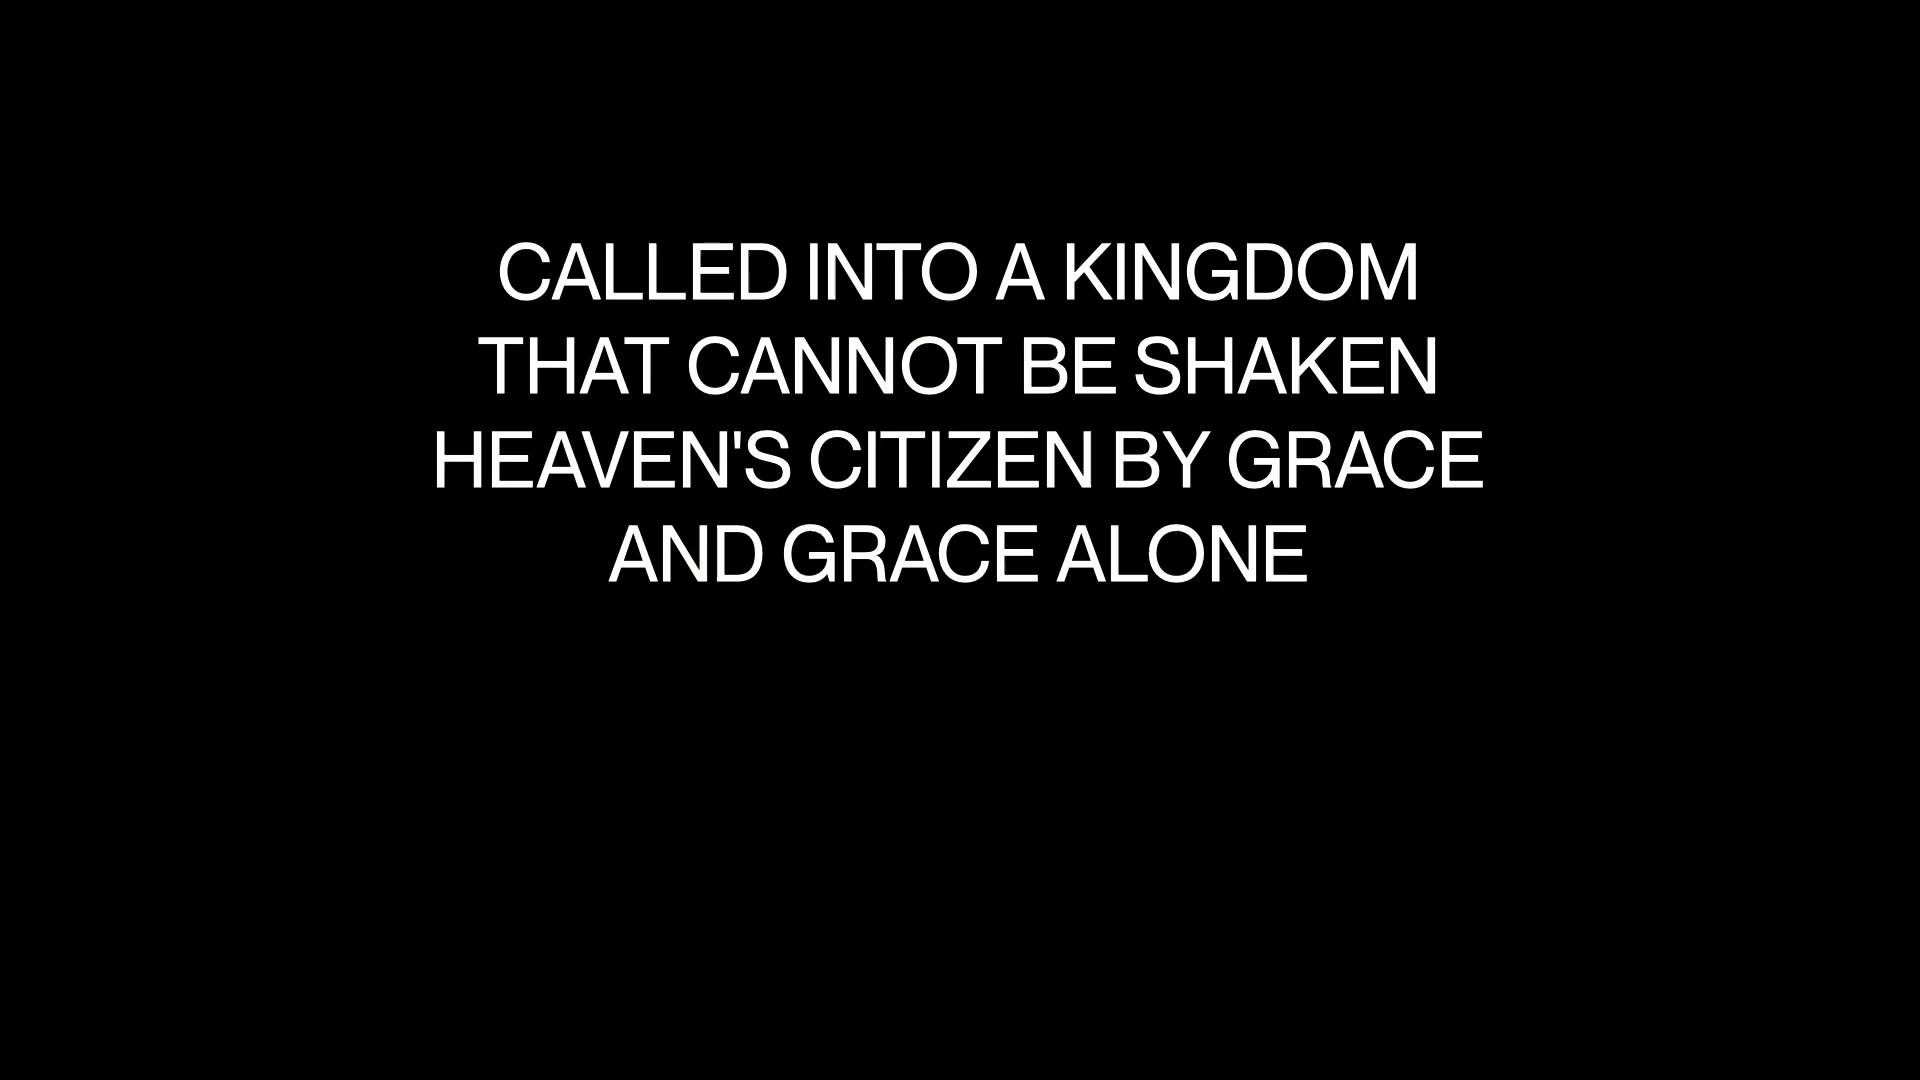 CALLED INTO A KINGDOM
THAT CANNOT BE SHAKEN
HEAVEN'S CITIZEN BY GRACE
AND GRACE ALONE